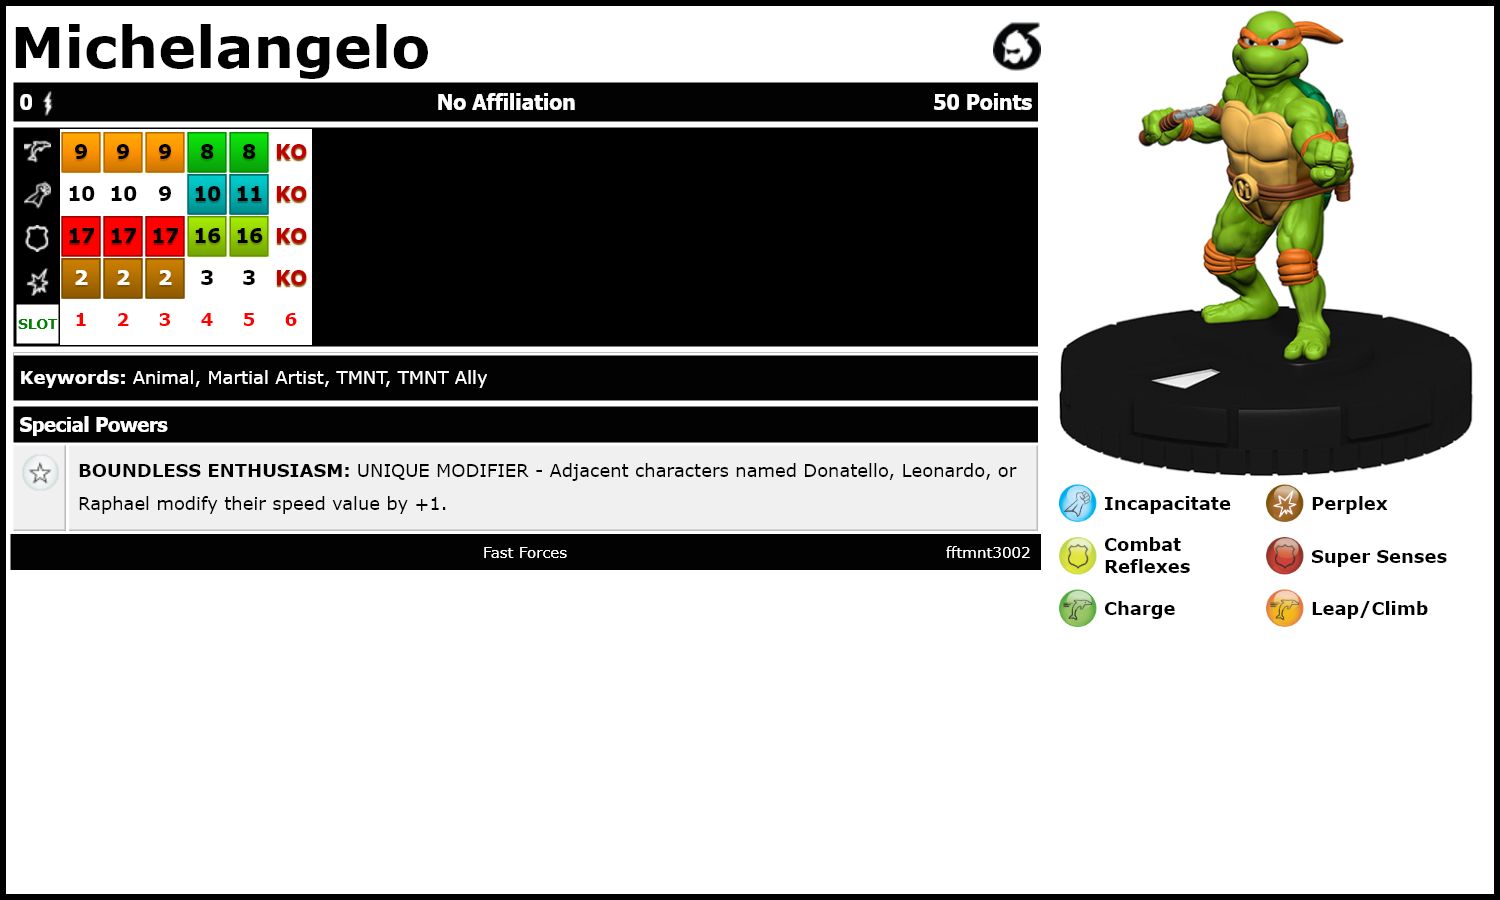 Michelangelo
0 No Affiliation 50 Points
9 9 9 8 8 KO
10 10 9 10 11 KO
17 17 17 16 16 KO
2 2 2 3 3 KO
SLOT 1 2 3 4 5 6
Keywords: Animal, Martial Artist, TMNT, TMNT Ally
Special Powers
BOUNDLESS ENTHUSIASM: UNIQUE MODIFIER - Adjacent characters named Donatello, Leonardo, or
Raphael modify their speed value by +1.
Fast Forces fftmnt3002
Incapacitate Perplex
Combat
Reflexes
Super Senses
Charge Leap/Climb